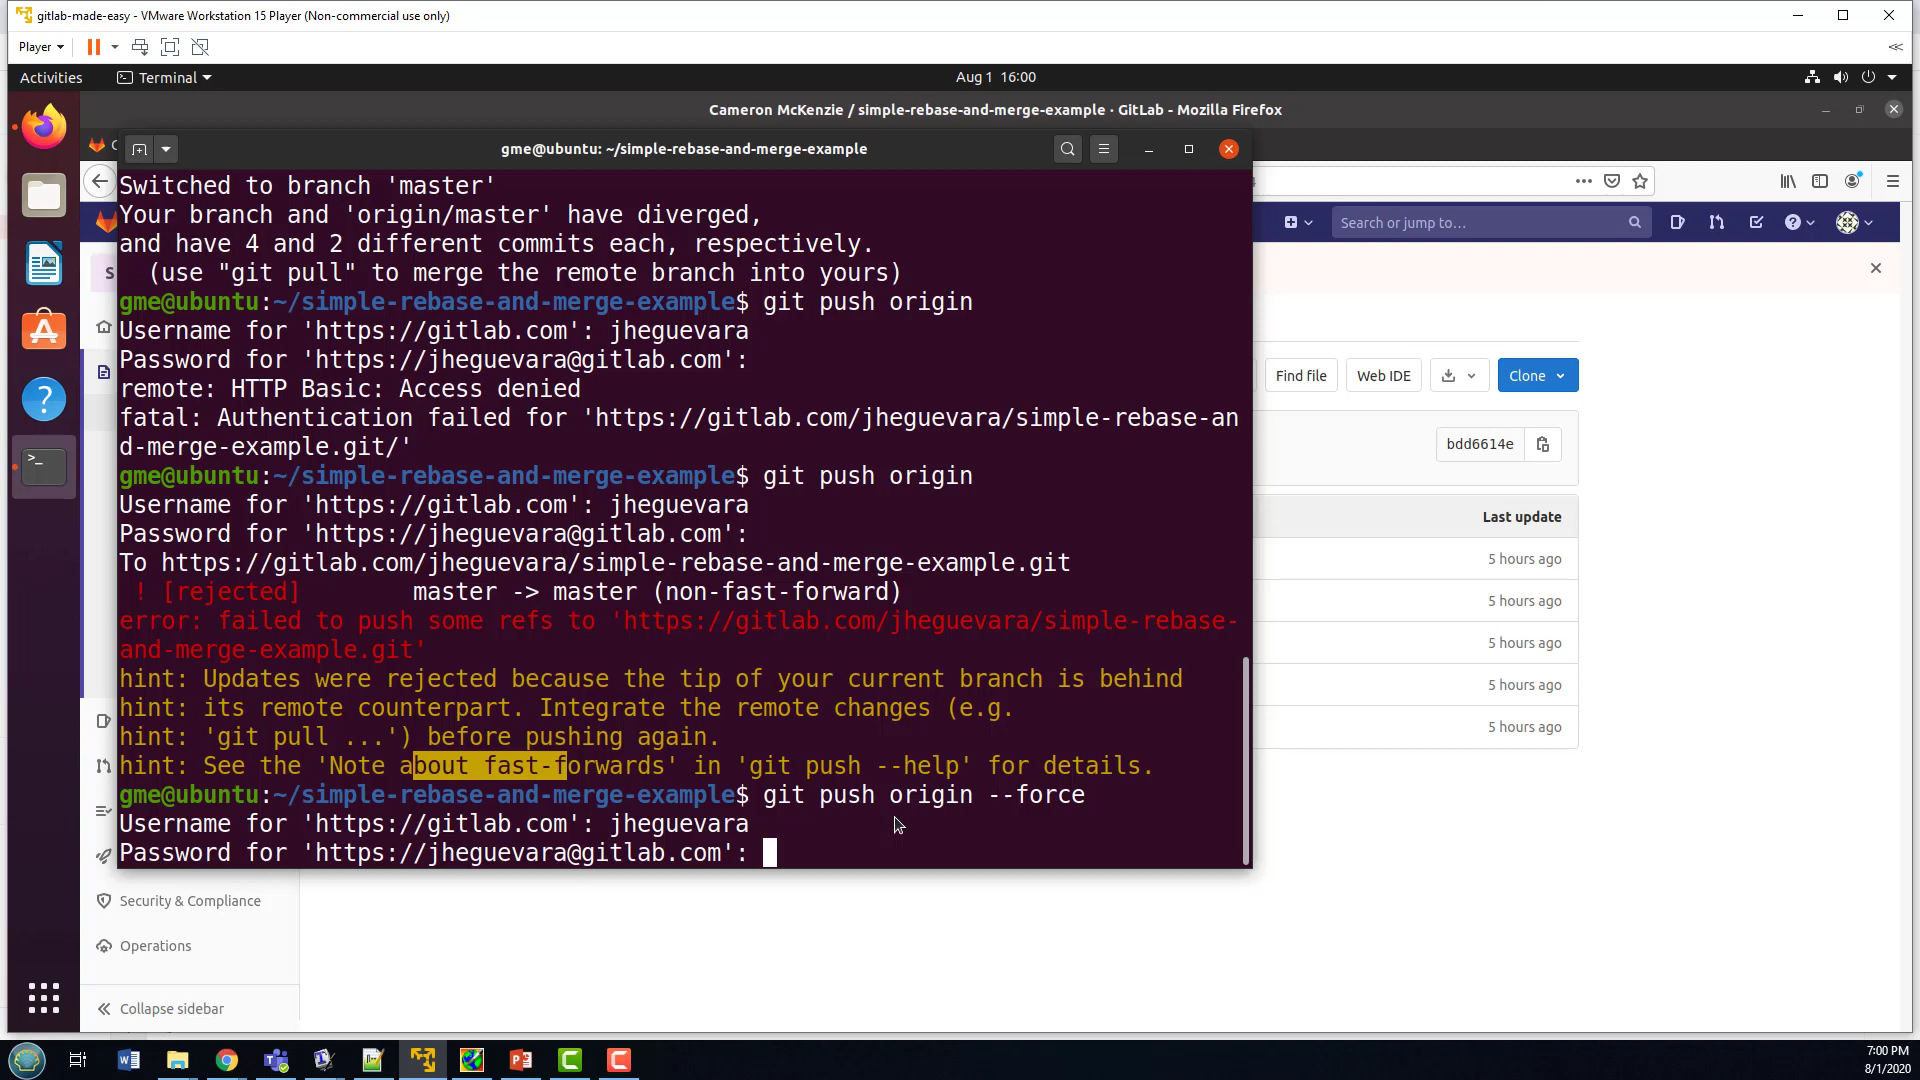 gitlab-made-easy - VMware Workstation 15 Player (Non-commercial use only)
Player
Activities
Terminal
Aug 1 16:00
Cameron McKenzie / simple-rebase-and-merge-example · GitLab - Mozilla Firefox
gme@ubuntu: ~/simple-rebase-and-merge-example
Switched to branch 'master'
Your branch and 'origin/master' have diverged,
and have 4 and 2 different commits each, respectively.
(use "git pull" to merge the remote branch into yours)
gme@ubuntu:~/simple-rebase-and-merge-example$ git push origin
Username for 'https://gitlab.com': jheguevara
Password for 'https://jheguevara@gitlab.com':
remote: HTTP Basic: Access denied
fatal: Authentication failed for 'https://gitlab.com/jheguevara/simple-rebase-an
d-merge-example.git/'
gme@ubuntu:~/simple-rebase-and-merge-example$ git push origin
Username for 'https://gitlab.com': jheguevara
Password for 'https://jheguevara@gitlab.com':
To https://gitlab.com/jheguevara/simple-rebase-and-merge-example.git
! [rejected]        master -> master (non-fast-forward)
error: failed to push some refs to 'https://gitlab.com/jheguevara/simple-rebase-
and-merge-example.git'
hint: Updates were rejected because the tip of your current branch is behind
hint: its remote counterpart. Integrate the remote changes (e.g.
hint: 'git pull ...') before pushing again.
hint: See the 'Note about fast-forwards' in 'git push --help' for details.
gme@ubuntu:~/simple-rebase-and-merge-example$ git push origin --force
Username for 'https://gitlab.com': jheguevara
Password for 'https://jheguevara@gitlab.com':
Search or jump to…
S
Find file
Web IDE
Clone
bdd6614e
Last update
5 hours ago
5 hours ago
5 hours ago
5 hours ago
5 hours ago
Security & Compliance
Operations
Collapse sidebar
7:00 PM
8/1/2020